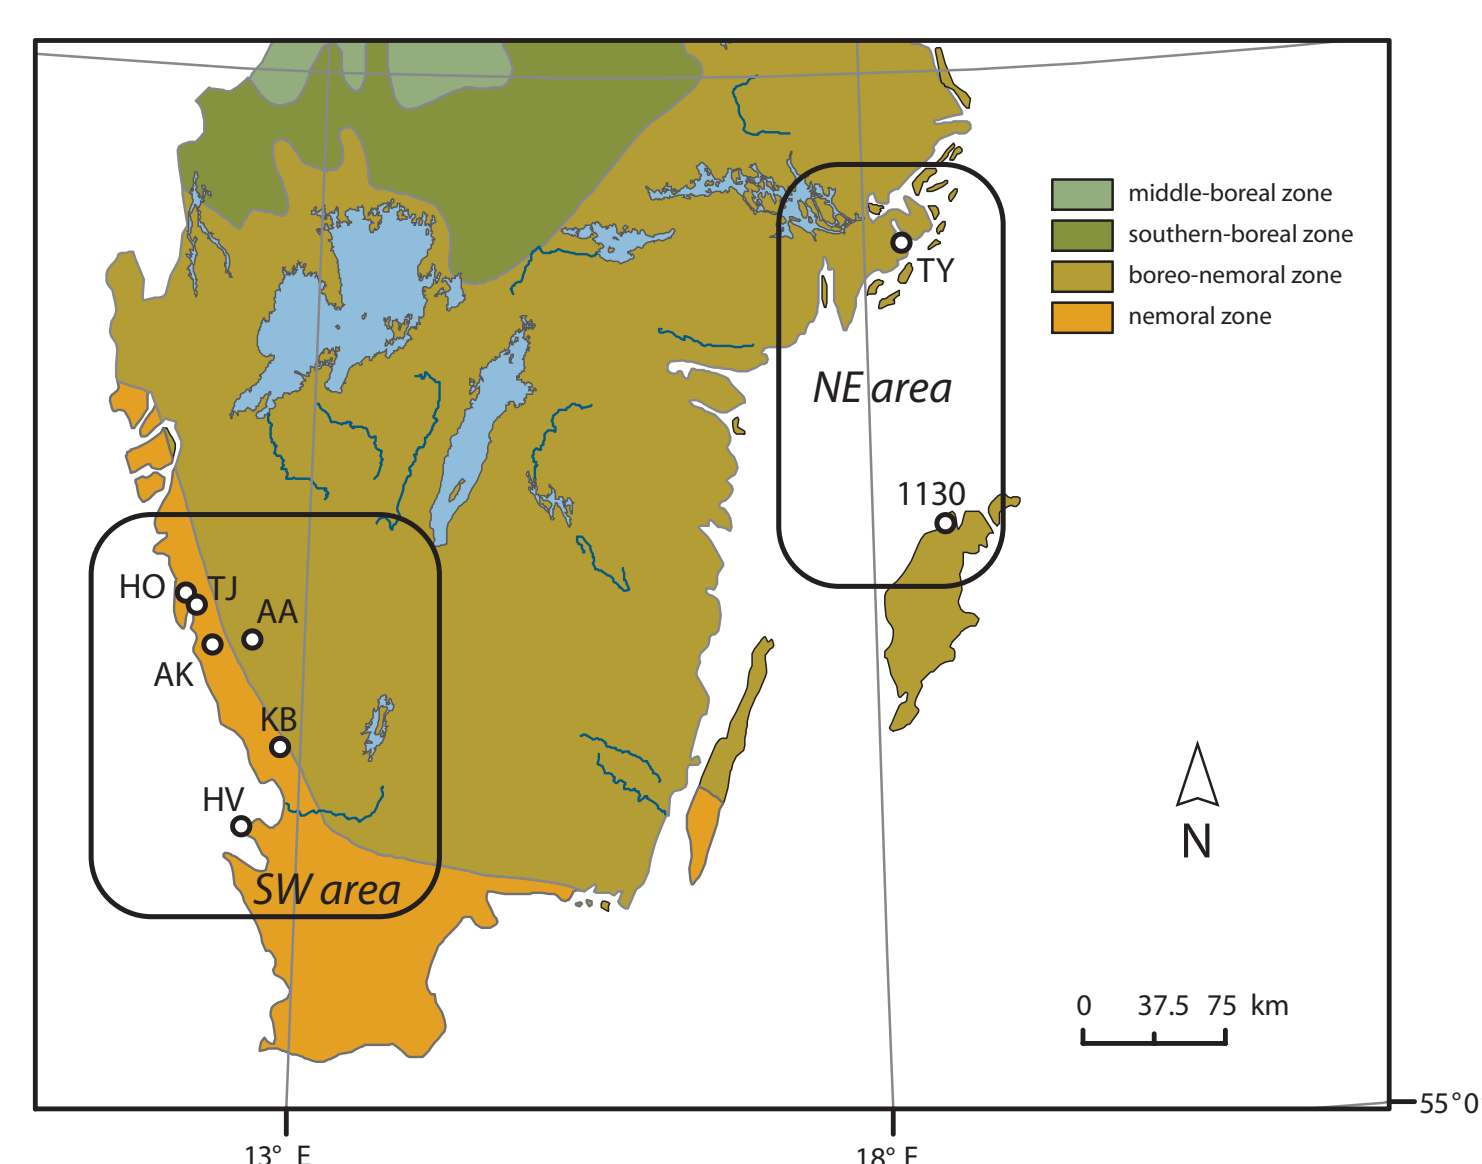 middle-boreal zone
southern-boreal zone
boreo-nemoral zone
nemoral zone
TY
NE area
1130
HO
TJ
AA
AK
KB
HV
SW area
N
0 37.5 75 km
55°0
13° E
18° E